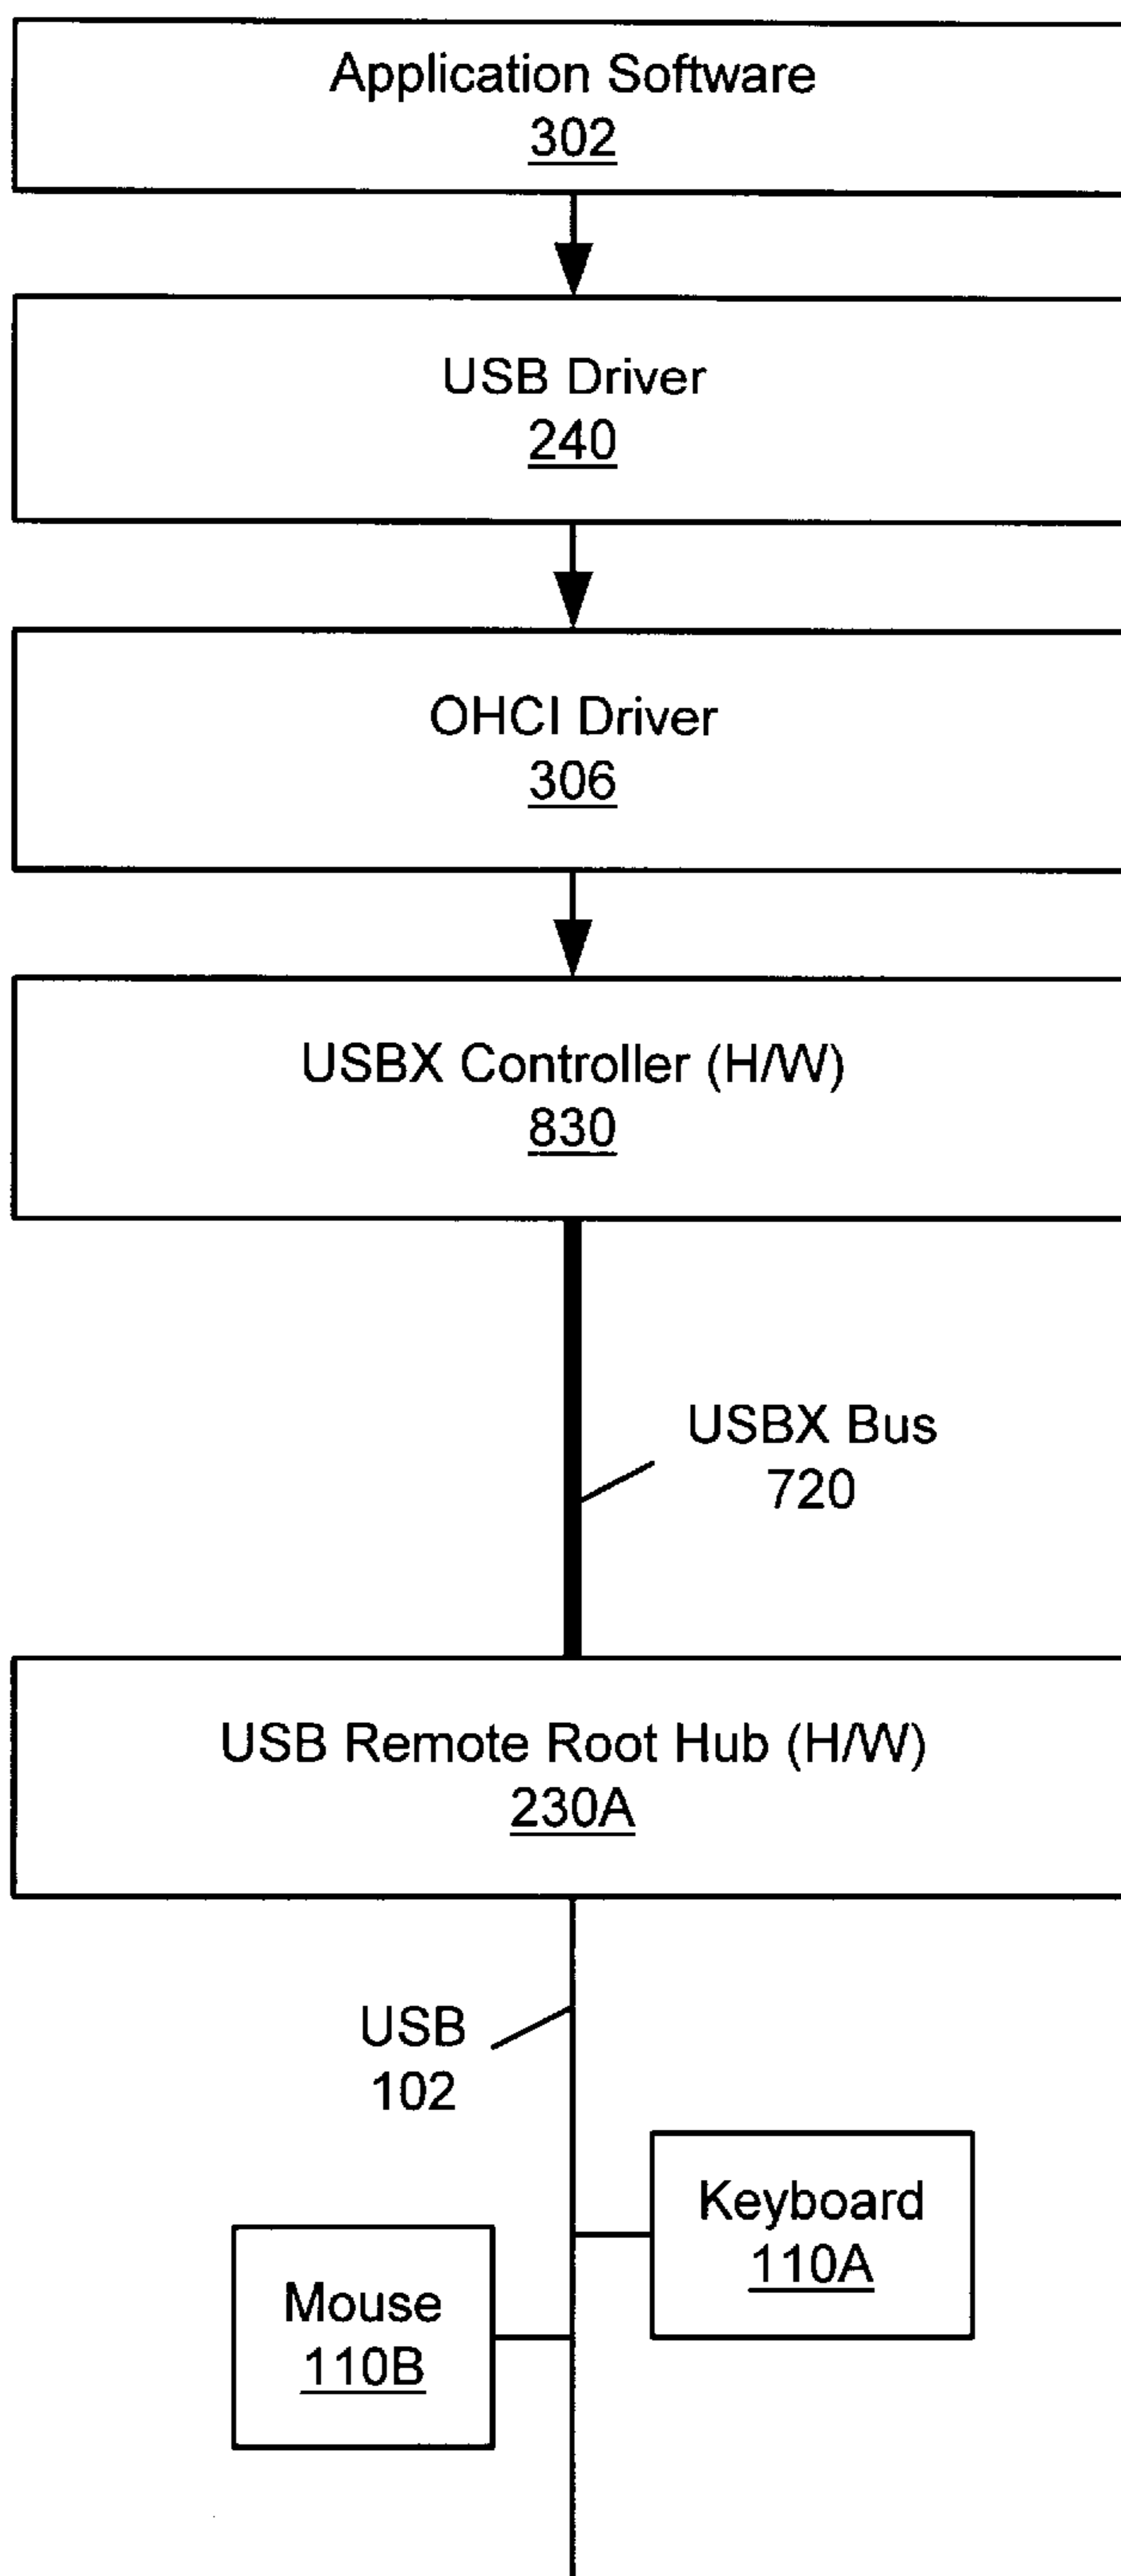 Application Software
302
USB Driver
240
OHCI Driver
306
USBX Controller (H/W)
830
USBX Bus
720
USB Remote Root Hub (H/W)
230A
USB
102
Keyboard
110A
Mouse
110B